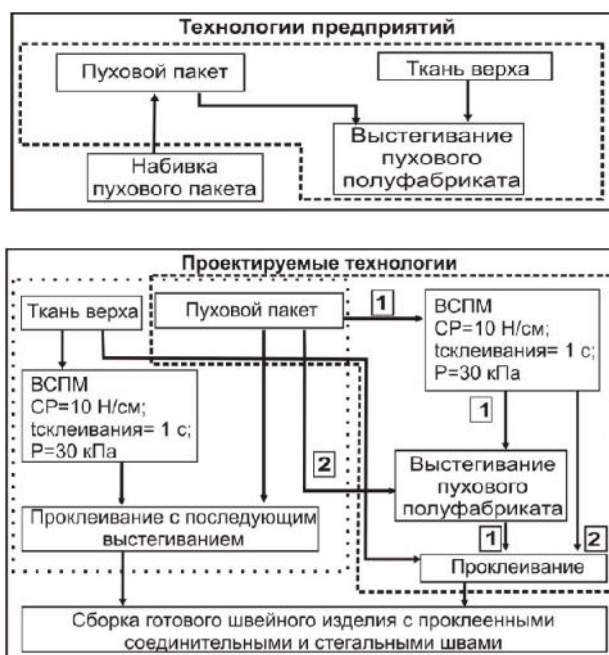 Технологии предприятий
Пуховой пакет
Ткань верха
Выстегивание
пухового
полуфабриката
Набивка
пухового пакета
Проектируемые технологии
Ткань верха
Пуховой пакет
1
ВСПМ
СР=10 Н/см;
tсклеивания= 1 с;
Р=30 кПа
ВСПМ
СР=10 Н/см;
tсклеивания= 1 с;
Р=30 кПа
1
2
Выстегивание
пухового
полуфабриката
Проклеивание с последующим
выстегиванием
1
2
Проклеивание
Сборка готового швейного изделия с проклеенными
соединительными и стегальными швами